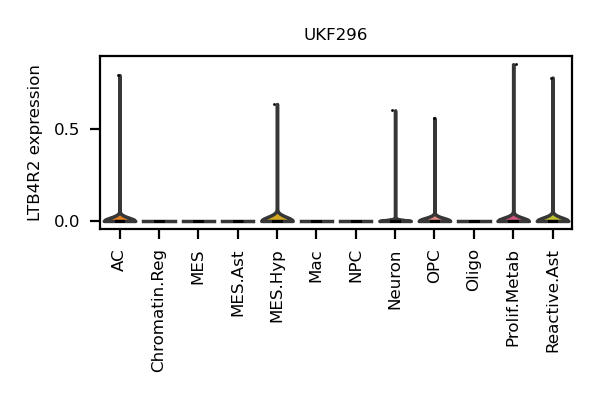 UKF296
LTB4R2 expression
0.5
0.0
AC
Chromatin.Reg
MES
MES.Ast
MES.Hyp
Mac
NPC
Neuron
OPC
Oligo
Prolif.Metab
Reactive.Ast